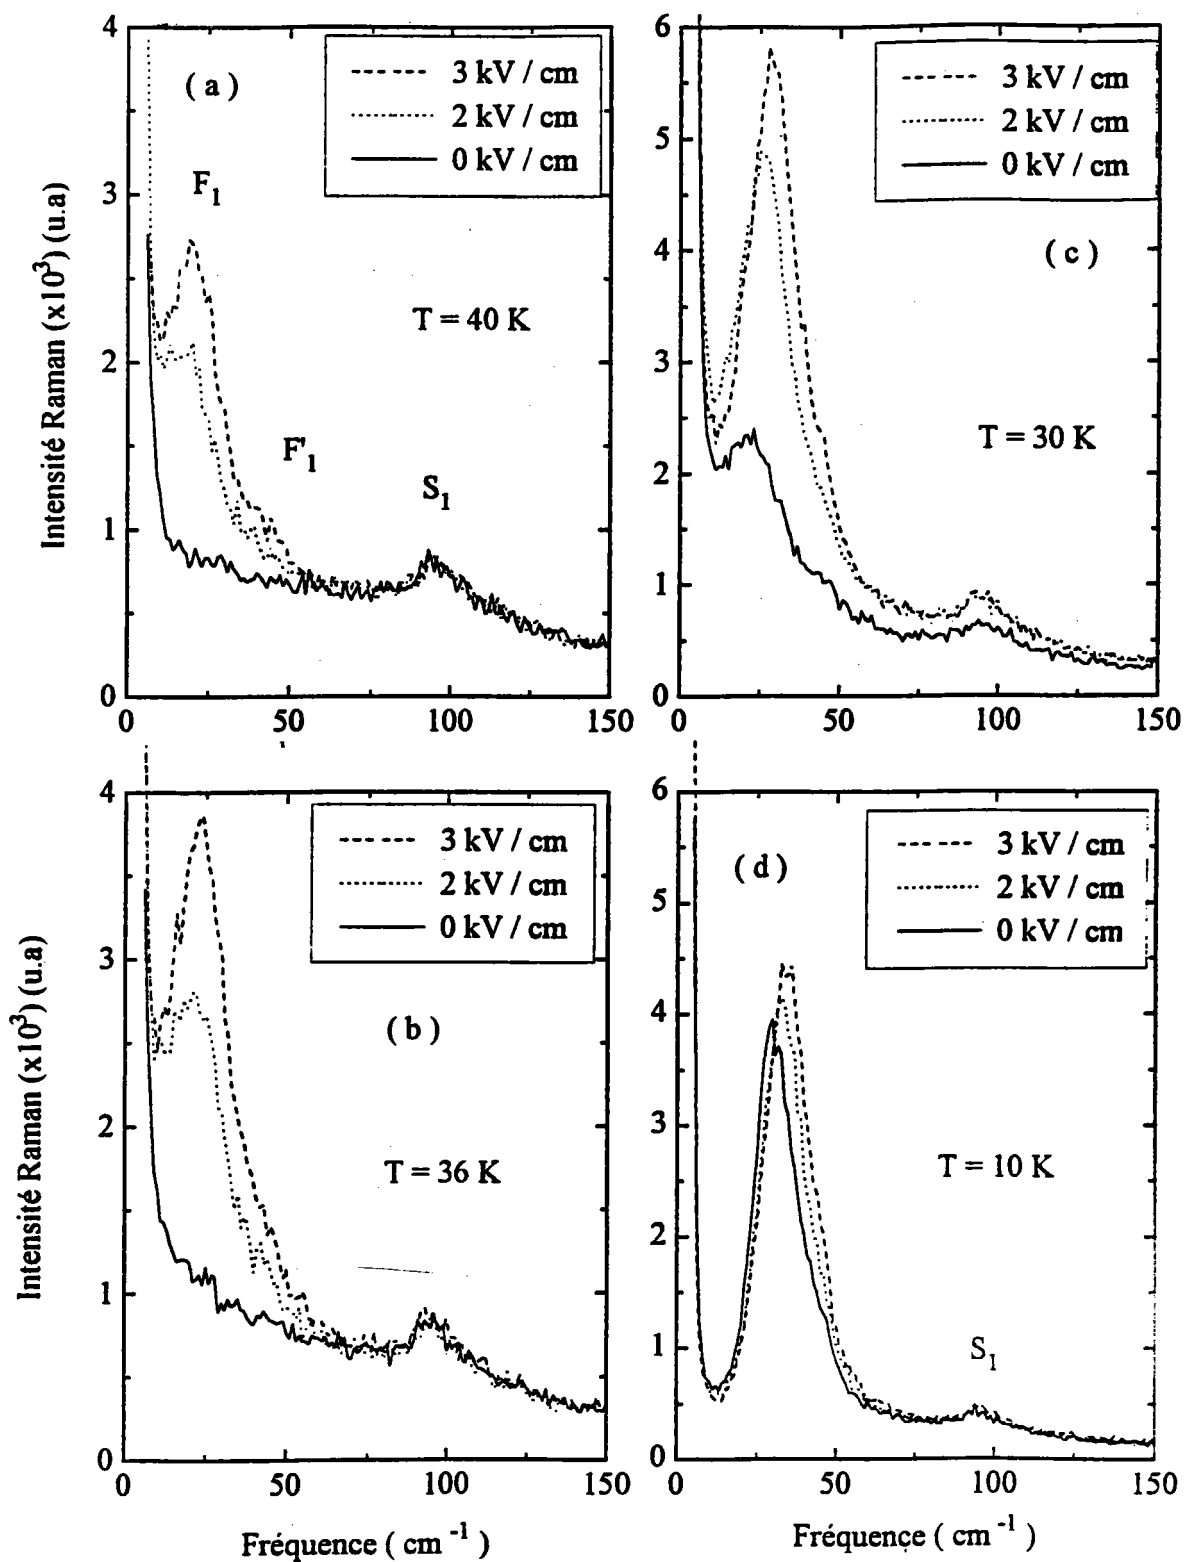 Intensité Raman (x10³) (u.a)
4
3
2
1
0
( a )
3 kV / cm
2 kV / cm
0 kV / cm
F₁
T = 40 K
F'₁
S₁
0 50 100 150
6
5
4
3
2
1
0
3 kV / cm
2 kV / cm
0 kV / cm
( c )
T = 30 K
0 50 100 150
Intensité Raman (x10³) (u.a)
4
3
2
1
0
3 kV / cm
2 kV / cm
0 kV / cm
( b )
T = 36 K
0 50 100 150
Fréquence ( cm⁻¹ )
6
5
4
3
2
1
0
( d )
3 kV / cm
2 kV / cm
0 kV / cm
T = 10 K
S₁
0 50 100 150
Fréquence ( cm⁻¹ )